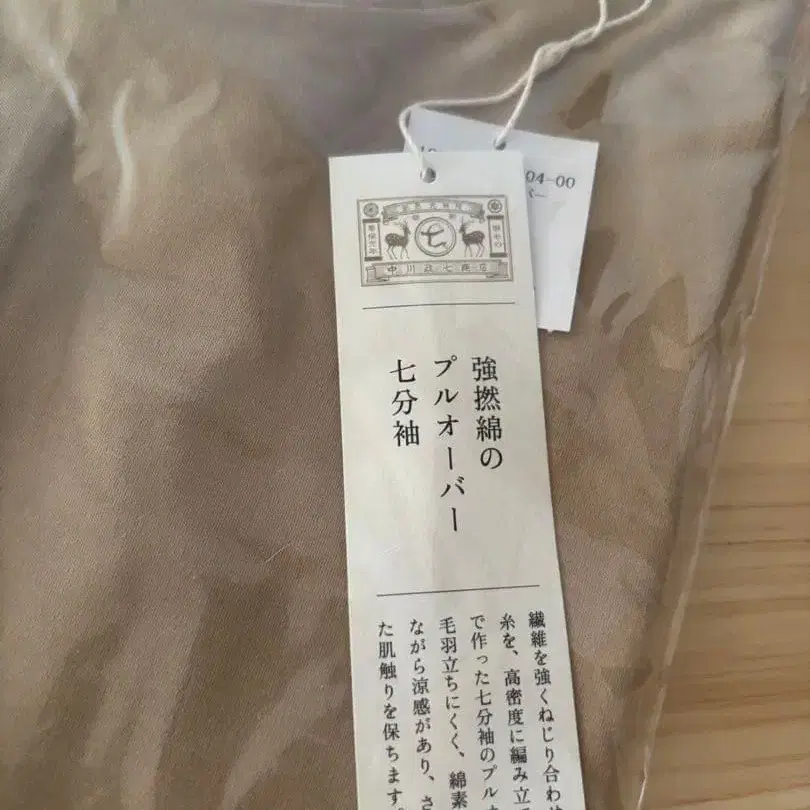 04-00
七
中川政七商店
強撚綿の
プルオーバー
七分袖
繊維を強くねじり合わ
糸を、高密度に編み立
で作った七分袖のプル
毛羽立ちにくく、綿素
ながら涼感があり、さ
た肌触りを保ちます。